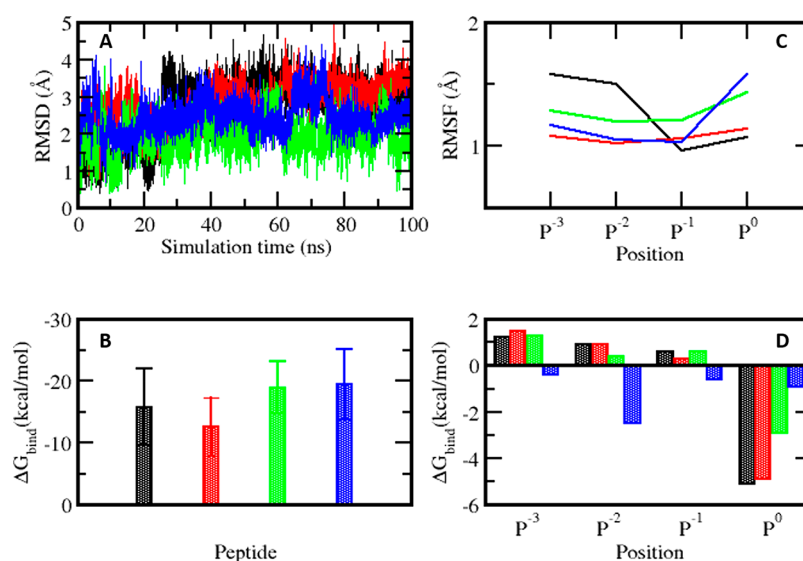 A
RMSD (Å)
5
4
3
2
1
0
0
20
40
60
80
100
Simulation time (ns)
C
RMSF (Å)
2
1
P-3
P-2
P-1
P0
Position
B
ΔGbind(kcal/mol)
-30
-20
-10
0
Peptide
D
ΔGbind(kcal/mol)
2
0
-2
-4
-6
P-3
P-2
P-1
P0
Position